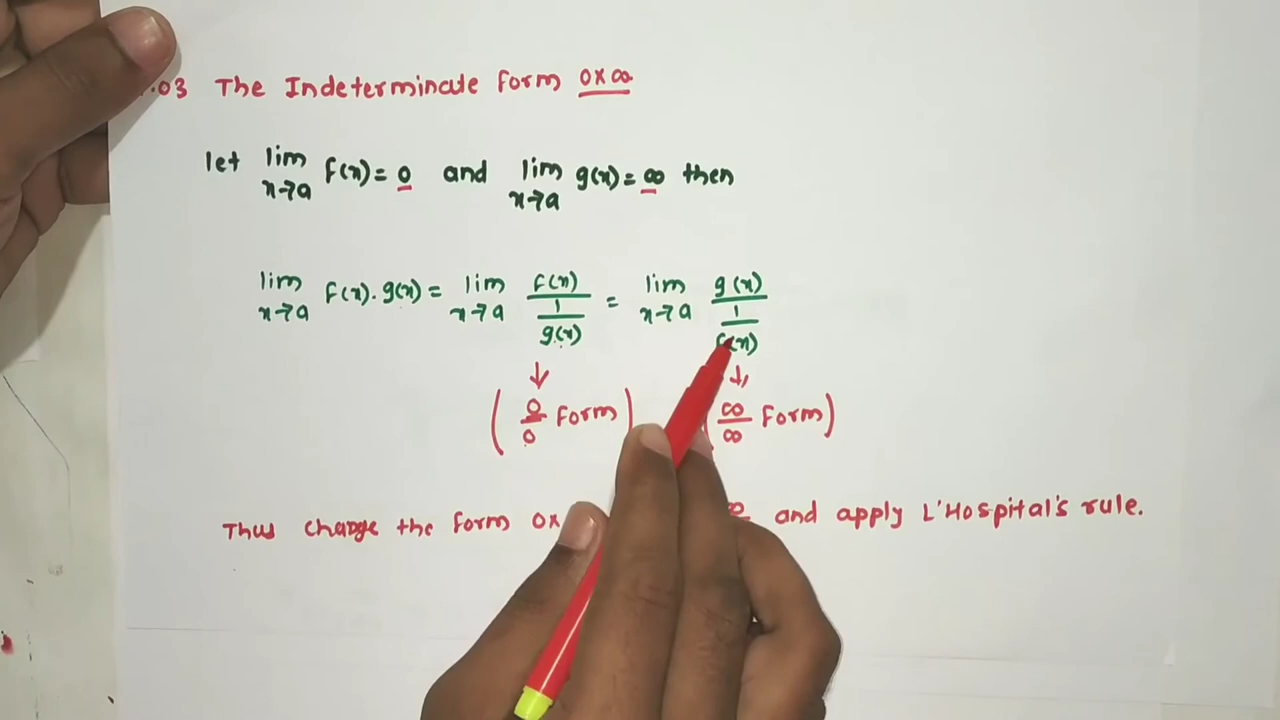 .03 The Indeterminate form 0×∞
let lim x→a f(x) = 0 and lim x→a g(x) = ∞ then
lim x→a f(x).g(x) = lim x→a f(x) / (1 / g(x)) = lim x→a g(x) / (1 / f(x))
↓ ↓
(0/0 form) (∞/∞ form)
Thus change the form 0× and apply L'Hospital's rule.